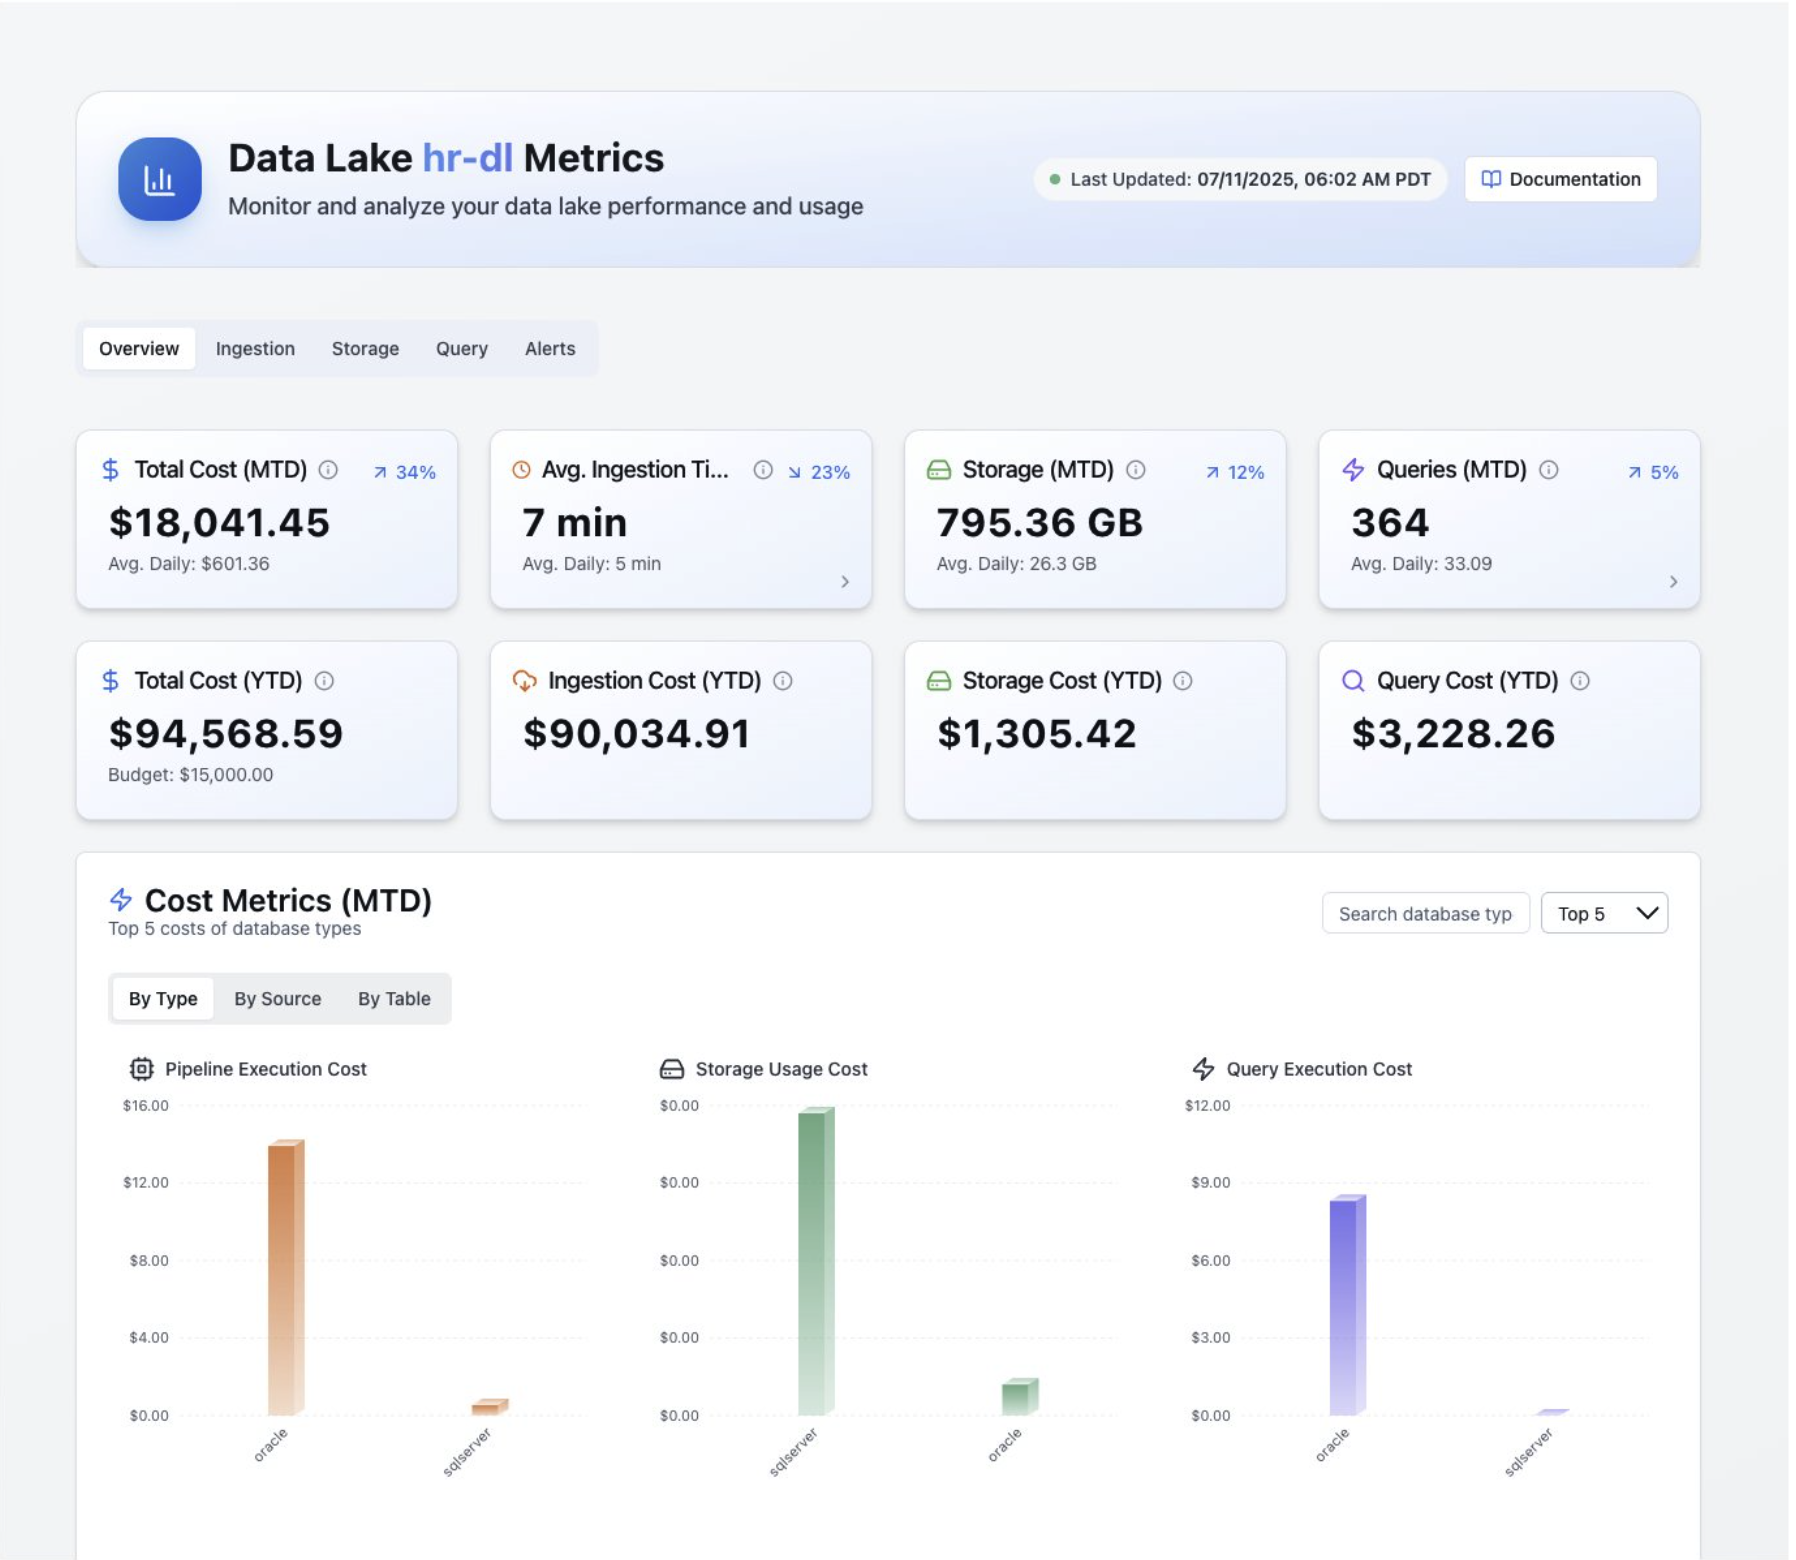 Data Lake hr-dl Metrics
Monitor and analyze your data lake performance and usage
Last Updated: 07/11/2025, 06:02 AM PDT
Documentation
Overview
Ingestion
Storage
Query
Alerts
Total Cost (MTD)
34%
$18,041.45
Avg. Daily: $601.36
Avg. Ingestion Ti...
23%
7 min
Avg. Daily: 5 min
Storage (MTD)
12%
795.36 GB
Avg. Daily: 26.3 GB
Queries (MTD)
5%
364
Avg. Daily: 33.09
Total Cost (YTD)
$94,568.59
Budget: $15,000.00
Ingestion Cost (YTD)
$90,034.91
Storage Cost (YTD)
$1,305.42
Query Cost (YTD)
$3,228.26
Cost Metrics (MTD)
Top 5 costs of database types
Search database typ
Top 5
By Type
By Source
By Table
Pipeline Execution Cost
$16.00
$12.00
$8.00
$4.00
$0.00
oracle
sqlserver
Storage Usage Cost
$0.00
$0.00
$0.00
$0.00
$0.00
sqlserver
oracle
Query Execution Cost
$12.00
$9.00
$6.00
$3.00
$0.00
oracle
sqlserver